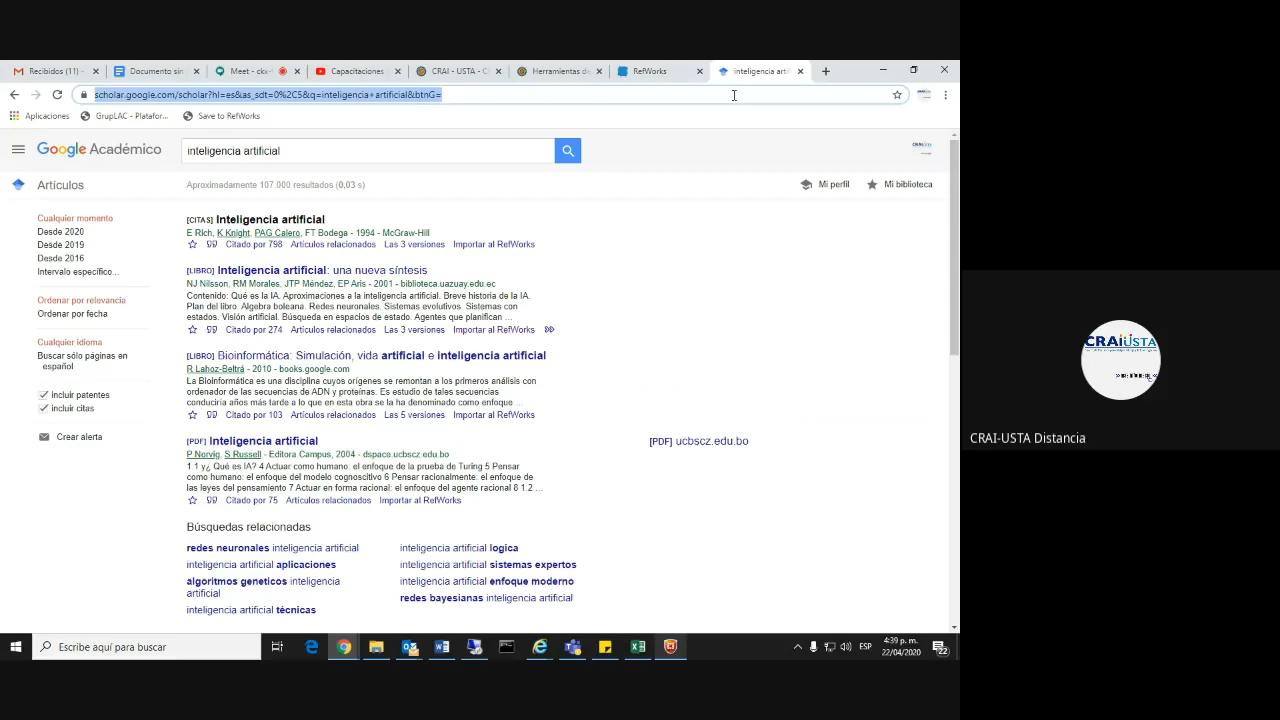 Recibidos (11)
Documento sin
Meet - ckx-
Capacitaciones
CRAI - USTA - C
Herramientas de
RefWorks
inteligencia artif
scholar.google.com/scholar?hl=es&as_sdt=0%2C5&q=inteligencia+artificial&btnG=
Aplicaciones
GrupLAC - Platafor...
Save to RefWorks
Google Académico
inteligencia artificial
Artículos
Aproximadamente 107.000 resultados (0,03 s)
Mi perfil
Mi biblioteca
Cualquier momento
Desde 2020
Desde 2019
Desde 2016
Intervalo específico...
Ordenar por relevancia
Ordenar por fecha
Cualquier idioma
Buscar sólo páginas en
español
incluir patentes
incluir citas
Crear alerta
[CITAS] Inteligencia artificial
E Rich, K Knight, PAG Calero, FT Bodega - 1994 - McGraw-Hill
Citado por 798 Artículos relacionados Las 3 versiones Importar al RefWorks
[LIBRO] Inteligencia artificial: una nueva síntesis
NJ Nilsson, RM Morales, JTP Méndez, EP Aris - 2001 - biblioteca.uazuay.edu.ec
Contenido: Qué es la IA. Aproximaciones a la inteligencia artificial. Breve historia de la IA.
Plan del libro. Algebra boleana. Redes neuronales. Sistemas evolutivos. Sistemas con
estados. Visión artificial. Búsqueda en espacios de estado. Agentes que planifican ...
Citado por 274 Artículos relacionados Las 3 versiones Importar al RefWorks
[LIBRO] Bioinformática: Simulación, vida artificial e inteligencia artificial
R Lahoz-Beltrá - 2010 - books.google.com
La Bioinformática es una disciplina cuyos orígenes se remontan a los primeros análisis con
ordenador de las secuencias de ADN y proteínas. Es estudio de tales secuencias
conduciría años más tarde a lo que en esta obra se la ha denominado como enfoque ...
Citado por 103 Artículos relacionados Las 5 versiones Importar al RefWorks
[PDF] Inteligencia artificial
P Norvig, S Russell - Editora Campus, 2004 - dspace.ucbscz.edu.bo
1 1 y¿ Qué es IA? 4 Actuar como humano: el enfoque de la prueba de Turing 5 Pensar
como humano: el enfoque del modelo cognoscitivo 6 Pensar racionalmente: el enfoque de
las leyes del pensamiento 7 Actuar en forma racional: el enfoque del agente racional 8 1.2 ...
Citado por 75 Artículos relacionados Importar al RefWorks
[PDF] ucbscz.edu.bo
Búsquedas relacionadas
redes neuronales inteligencia artificial
inteligencia artificial aplicaciones
algoritmos geneticos inteligencia
artificial
inteligencia artificial técnicas
inteligencia artificial logica
inteligencia artificial sistemas expertos
inteligencia artificial enfoque moderno
redes bayesianas inteligencia artificial
Escribe aquí para buscar
ESP
4:39 p. m.
22/04/2020
22
CRAIUSTA
CRAI-USTA Distancia